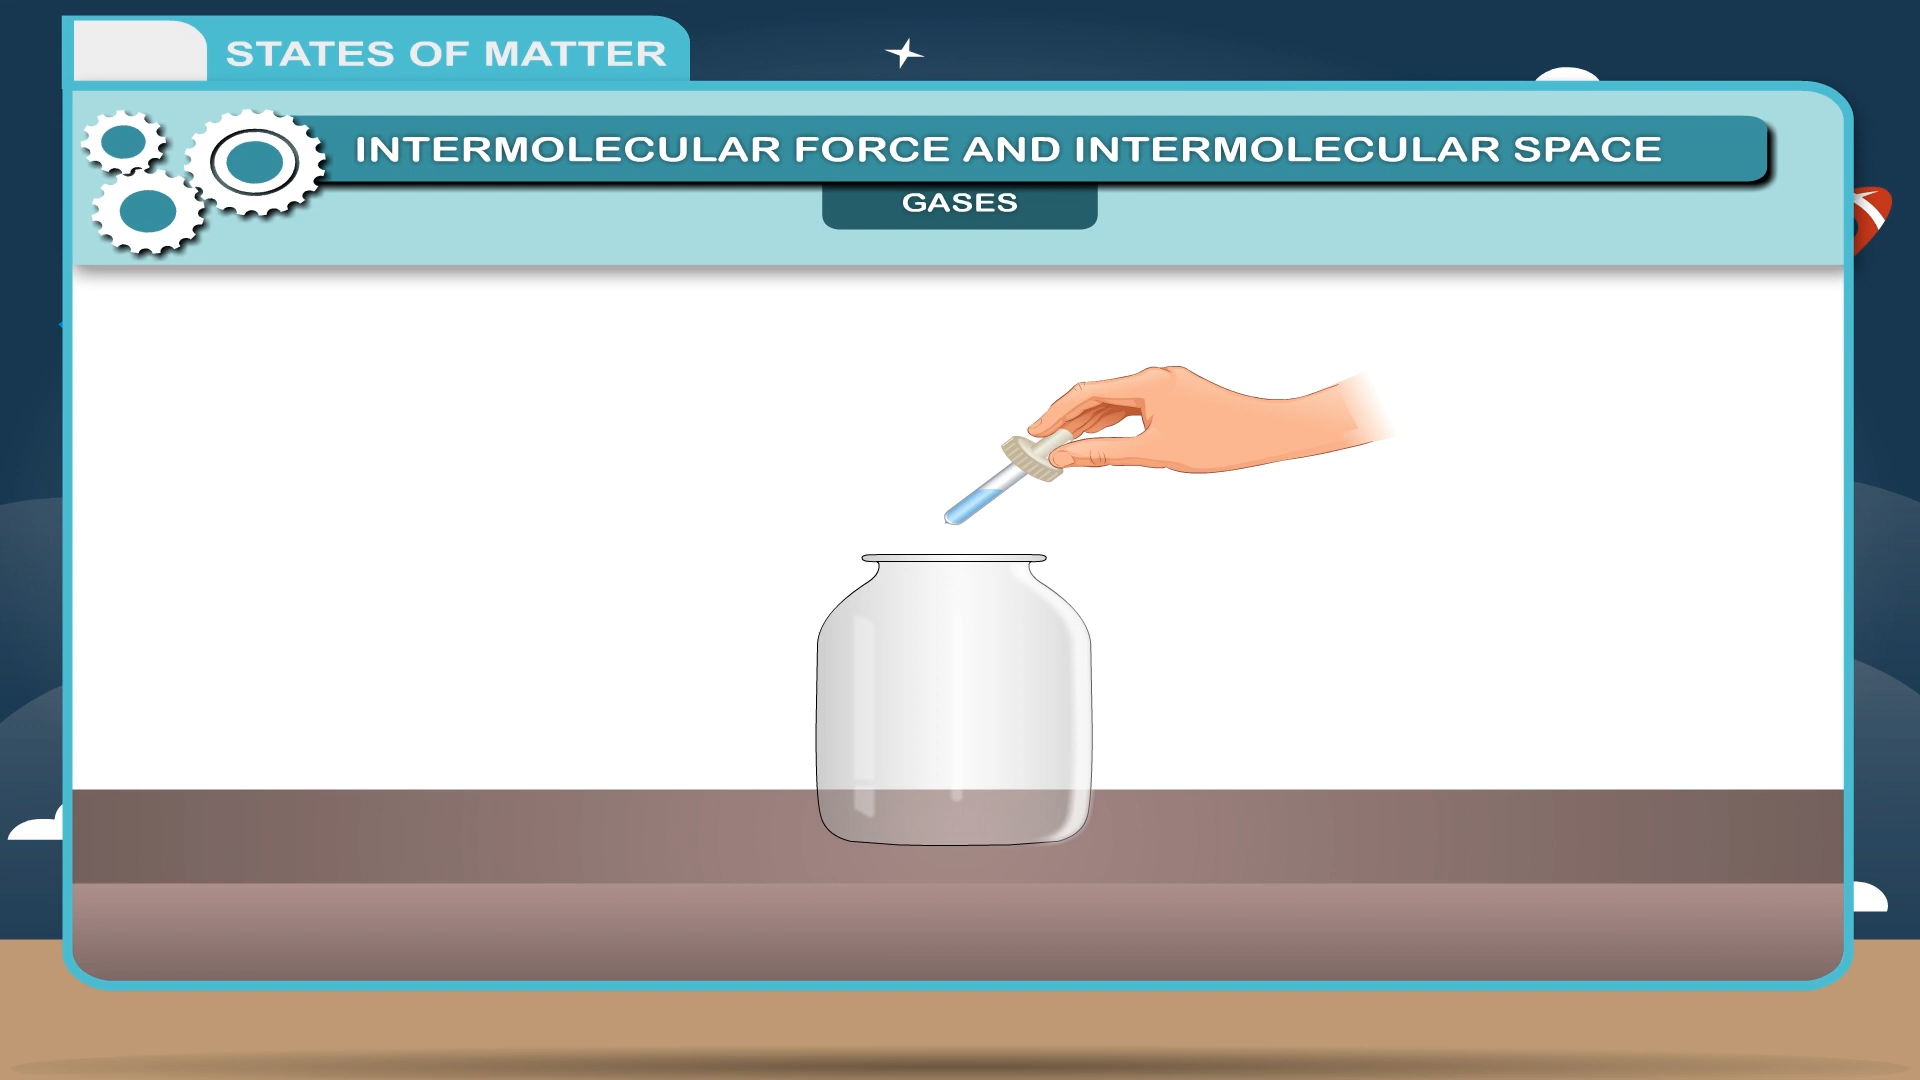 STATES OF MATTER
INTERMOLECULAR FORCE AND INTERMOLECULAR SPACE
GASES